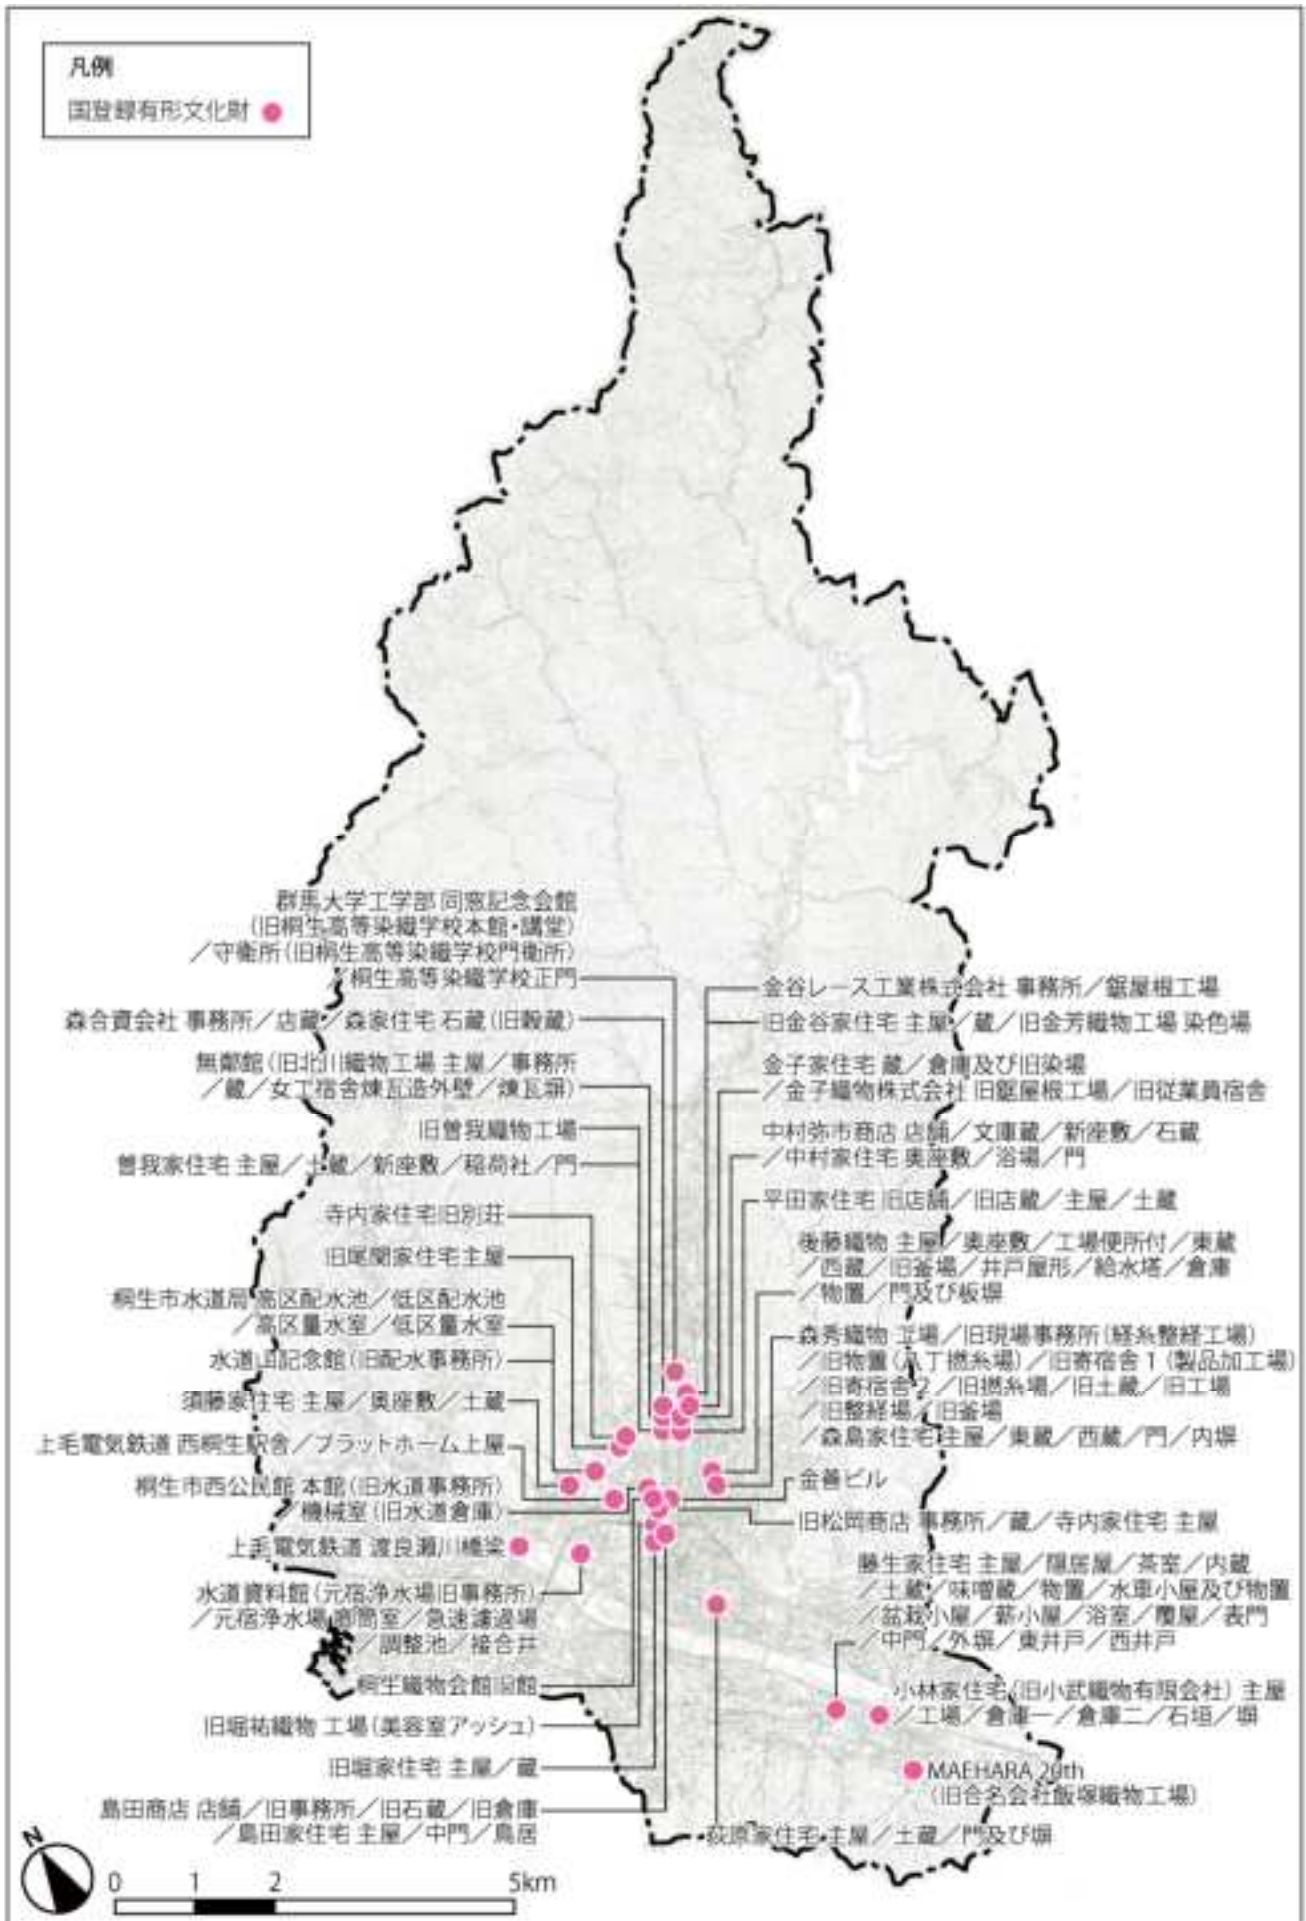 凡例
国登録有形文化財
群馬大学工学部 同窓記念会館
(旧桐生高等染織学校本館・講堂)
／守衛所(旧桐生高等染織学校門衛所)
／桐生高等染織学校正門
森合資会社 事務所／店蔵／森家住宅 石蔵(旧穀蔵)
無鄰館(旧北川織物工場 主屋／事務所
／蔵／女工宿舎煉瓦造外壁／煉瓦塀)
旧曽我織物工場
曽我家住宅 主屋／土蔵／新座敷／稲荷社／門
寺内家住宅旧別荘
旧尾関家住宅主屋
桐生市水道局 高区配水池／低区配水池
／高区量水室／低区量水室
水道山記念館(旧配水事務所)
須藤家住宅 主屋／奥座敷／土蔵
上毛電気鉄道 西桐生駅舎／プラットホーム上屋
桐生市西公民館 本館(旧水道事務所)
／機械室(旧水道倉庫)
上毛電気鉄道 渡良瀬川橋梁
水道資料館(元宿浄水場旧事務所)
／元宿浄水場 喞筒室／急速濾過場
／調整池／接合井
桐生織物会館旧館
旧堀祐織物 工場(美容室アッシュ)
旧堀家住宅 主屋／蔵
島田商店 店舗／旧事務所／旧石蔵／旧倉庫
／島田家住宅 主屋／中門／鳥居
金谷レース工業株式会社 事務所／鋸屋根工場
旧金谷家住宅 主屋／蔵／旧金芳織物工場 染色場
金子家住宅 蔵／倉庫及び旧染場
／金子織物株式会社 旧鋸屋根工場／旧従業員宿舎
中村弥市商店 店舗／文庫蔵／新座敷／石蔵
／中村家住宅 奥座敷／浴場／門
平田家住宅 旧店舗／旧店蔵／主屋／土蔵
後藤織物 主屋／奥座敷／工場便所付／東蔵
／西蔵／旧釜場／井戸屋形／給水塔／倉庫
／物置／門及び板塀
森秀織物 工場／旧現場事務所(経糸整経工場)
／旧物置(八丁撚糸場)／旧寄宿舎1(製品加工場)
／旧寄宿舎2／旧撚糸場／旧土蔵／旧工場
／旧整経場／旧釜場
／森島家住宅 主屋／東蔵／西蔵／門／内塀
金善ビル
旧松岡商店 事務所／蔵／寺内家住宅 主屋
藤生家住宅 主屋／隠居屋／茶室／内蔵
／土蔵／味噌蔵／物置／水車小屋及び物置
／盆栽小屋／薪小屋／浴室／覆屋／表門
／中門／外塀／東井戸／西井戸
小林家住宅(旧小武織物有限会社) 主屋
／工場／倉庫一／倉庫二／石垣／塀
MAEHARA 20th
(旧合名会社飯塚織物工場)
荻原家住宅 主屋／土蔵／門及び塀
N
0 1 2 5km